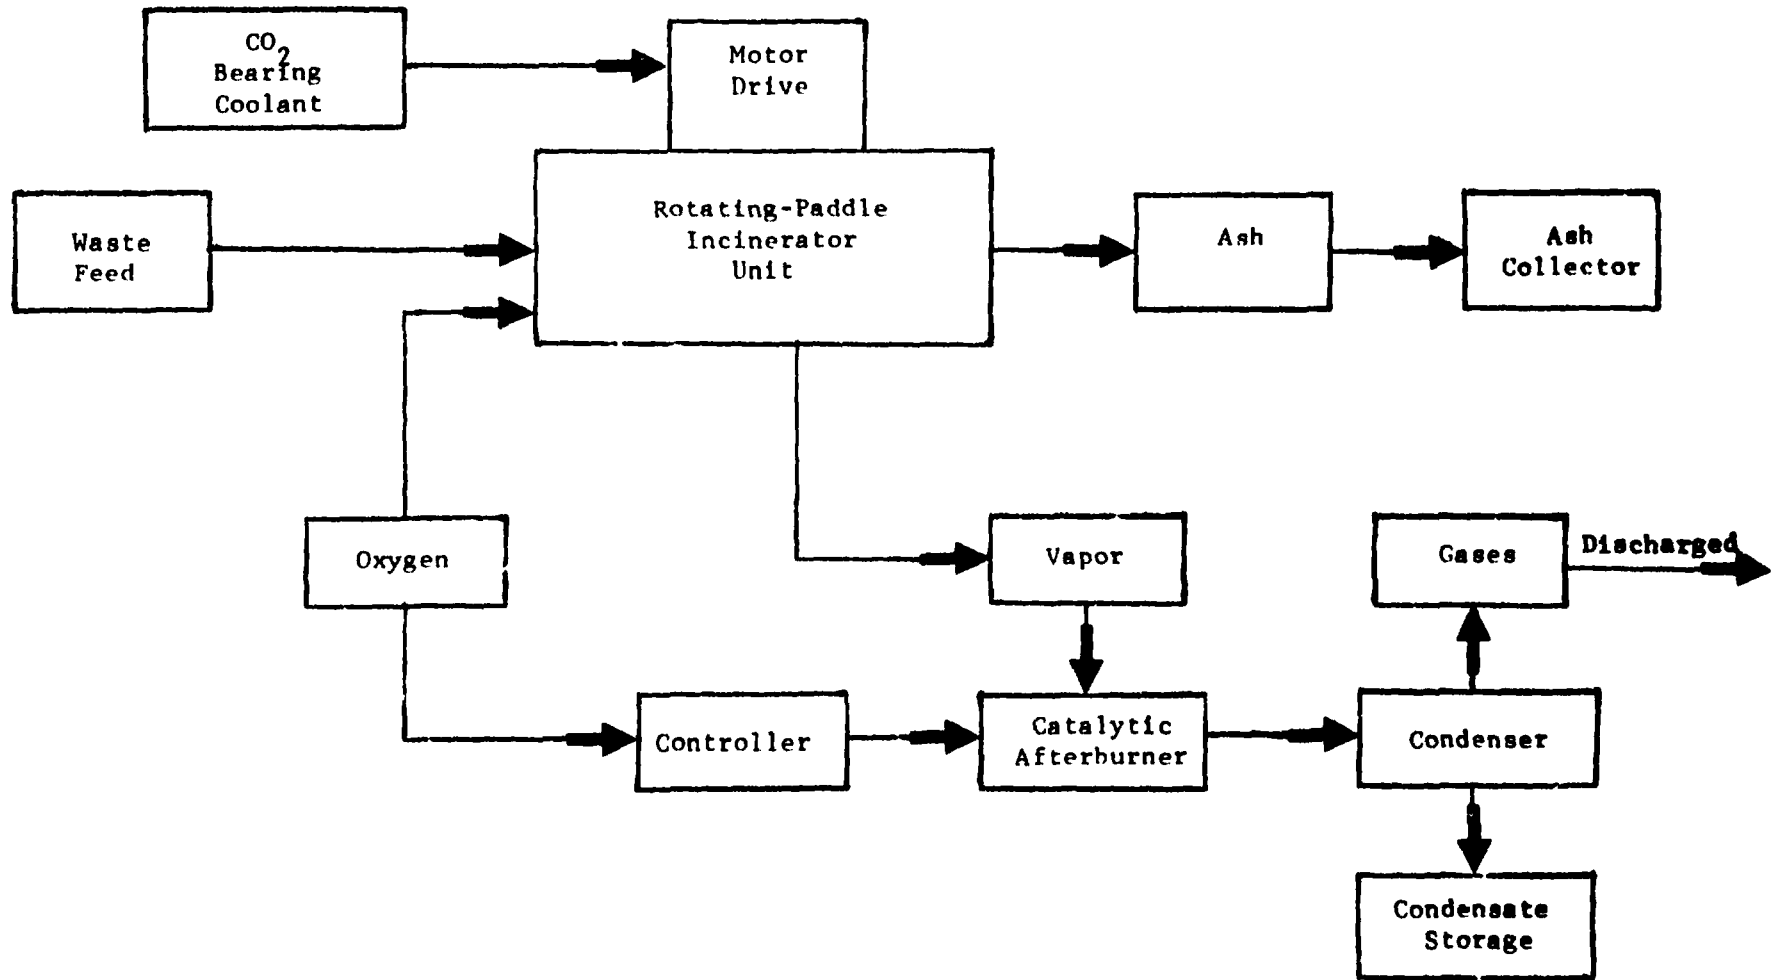 CO2
Bearing
Coolant
Motor
Drive
Waste
Feed
Rotating-Paddle
Incinerator
Unit
Ash
Ash
Collector
Oxygen
Vapor
Gases
Discharged
Controller
Catalytic
Afterburner
Condenser
Condensate
Storage